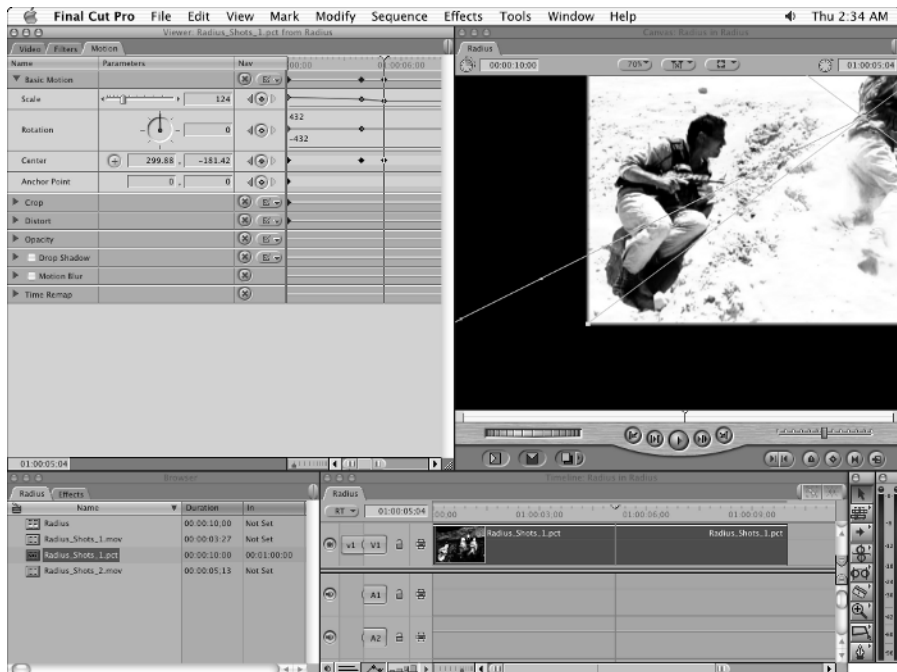 Final Cut Pro File Edit View Mark Modify Sequence Effects Tools Window Help Thu 2:34 AM
Viewer: Radius_Shots_1.pct from Radius
Video Filters Motion
Name Parameters Nav 00:00 01:00:06:00
Basic Motion
Scale 124
Rotation 0 432
-432
Center 299.88 , -181.42
Anchor Point 0 , 0
Crop
Distort
Opacity
Drop Shadow
Motion Blur
Time Remap
01:00:05:04
Canvas: Radius in Radius
Radius
00:00:10:00 70% 01:00:05:04
Browser
Radius Effects
Name Duration In
Radius 00:00:10;00 Not Set
Radius_Shots_1.mov 00:00:03:27 Not Set
Radius_Shots_1.pct 00:00:10:00 00:01:00:00
Radius_Shots_2.mov 00:00:05;13 Not Set
Timeline: Radius in Radius
Radius
RT 01:00:05;04 00;00 01:00:03;00 01:00:06;00 01:00:09;00
v1 V1 Radius_Shots_1.pct Radius_Shots_1.pct
A1
A2